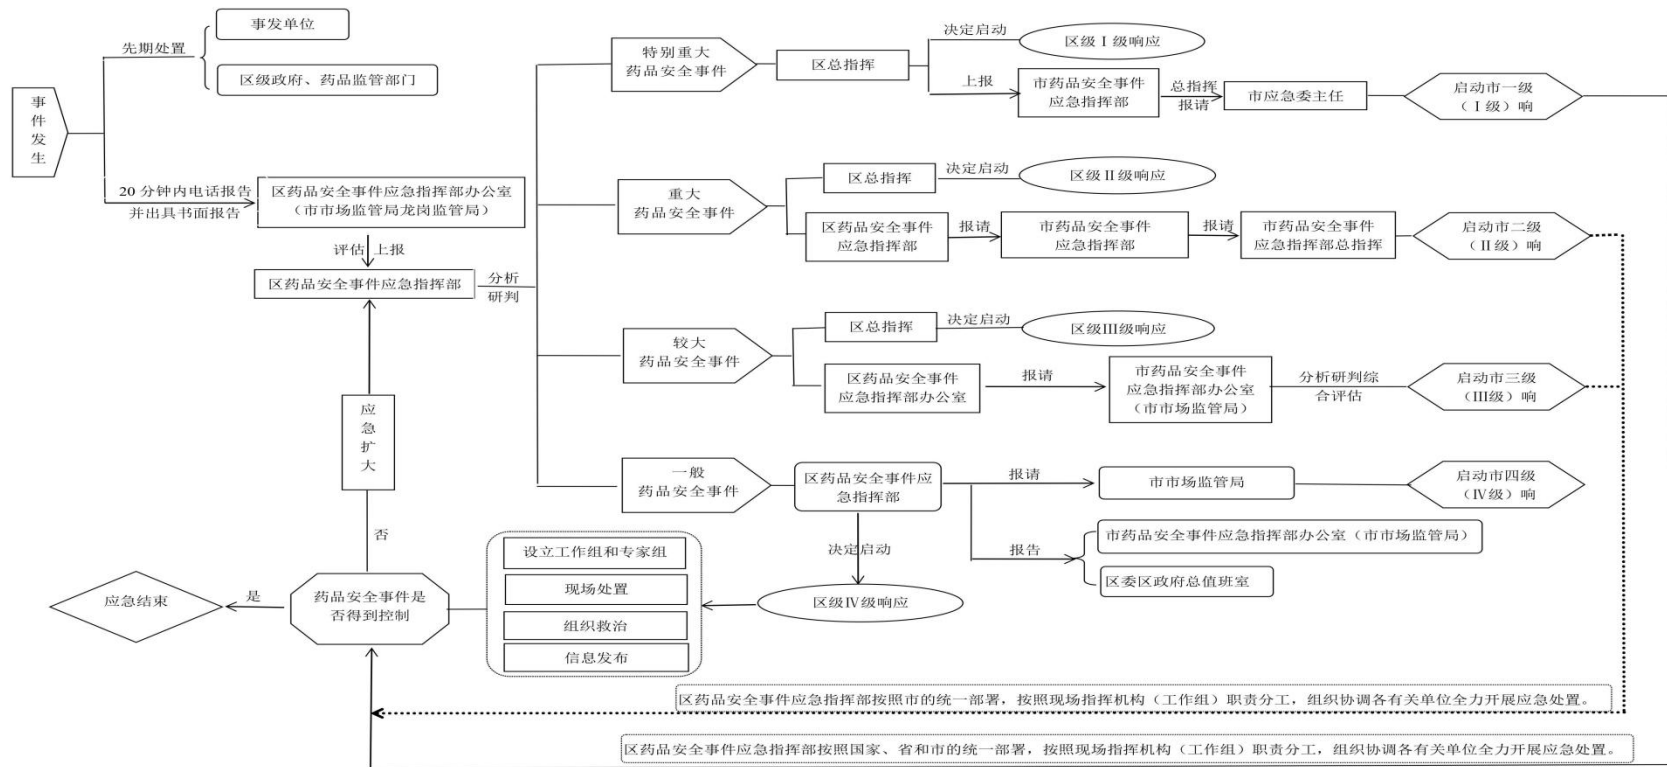 事发单位
先期处置
区级政府、药品监管部门
事
件
发
生
20分钟内电话报告
并出具书面报告
区药品安全事件应急指挥部办公室
（市市场监管局龙岗监管局）
评估
上报
区药品安全事件应急指挥部
分析
研判
特别重大
药品安全事件
区总指挥
决定启动
区级Ⅰ级响应
上报
市药品安全事件
应急指挥部
总指挥
报请
市应急委主任
启动市一级
（Ⅰ级）响
重大
药品安全事件
区总指挥
决定启动
区级Ⅱ级响应
区药品安全事件
应急指挥部
报请
市药品安全事件
应急指挥部
报请
市药品安全事件
应急指挥部总指挥
启动市二级
（Ⅱ级）响
较大
药品安全事件
区总指挥
决定启动
区级Ⅲ级响应
区药品安全事件
应急指挥部办公室
报请
市药品安全事件
应急指挥部办公室
（市市场监管局）
分析研判综
合评估
启动市三级
（Ⅲ级）响
一般
药品安全事件
区药品安全事件应
急指挥部
报请
市市场监管局
启动市四级
（Ⅳ级）响
报告
市药品安全事件应急指挥部办公室（市市场监管局）
区委区政府总值班室
决定启动
区级Ⅳ级响应
设立工作组和专家组
现场处置
组织救治
信息发布
药品安全事件是
否得到控制
是
应急结束
否
应
急
扩
大
区药品安全事件应急指挥部按照市的统一部署，按照现场指挥机构（工作组）职责分工，组织协调各有关单位全力开展应急处置。
区药品安全事件应急指挥部按照国家、省和市的统一部署，按照现场指挥机构（工作组）职责分工，组织协调各有关单位全力开展应急处置。